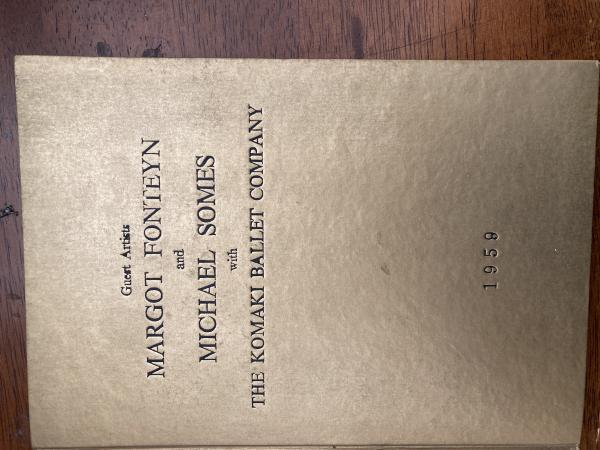 Guest Artists
MARGOT FONTEYN
and
MICHAEL SOMES
with
THE KOMAKI BALLET COMPANY
1959